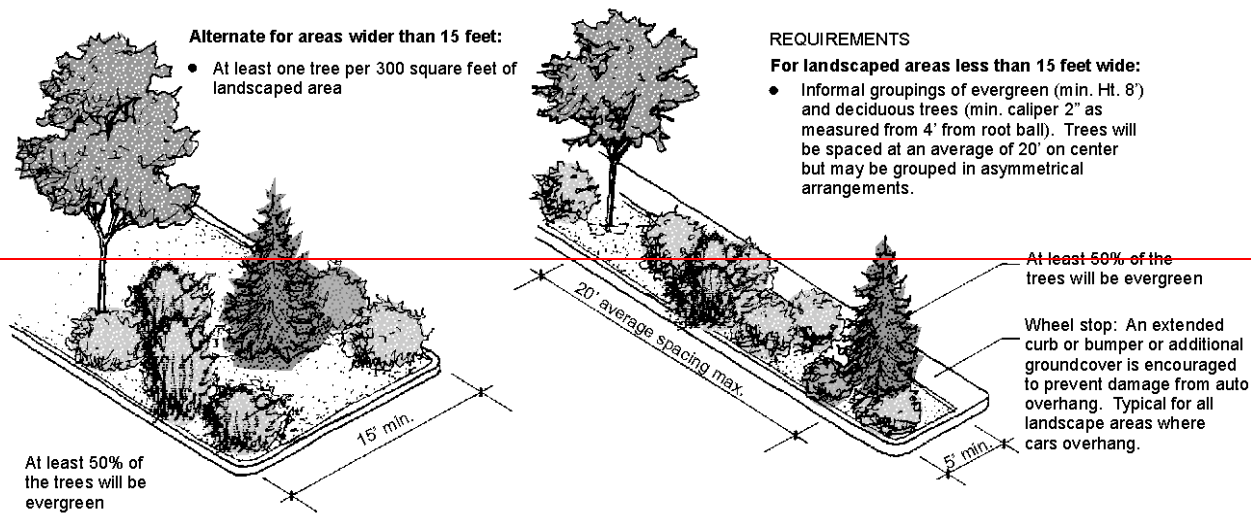 Alternate for areas wider than 15 feet:
● At least one tree per 300 square feet of
landscaped area
At least 50% of
the trees will be
evergreen
15' min.
REQUIREMENTS
For landscaped areas less than 15 feet wide:
● Informal groupings of evergreen (min. Ht. 8')
and deciduous trees (min. caliper 2" as
measured from 4' from root ball). Trees will
be spaced at an average of 20' on center
but may be grouped in asymmetrical
arrangements.
20' average spacing max.
At least 50% of the
trees will be evergreen
Wheel stop: An extended
curb or bumper or additional
groundcover is encouraged
to prevent damage from auto
overhang. Typical for all
landscape areas where
cars overhang.
5' min.